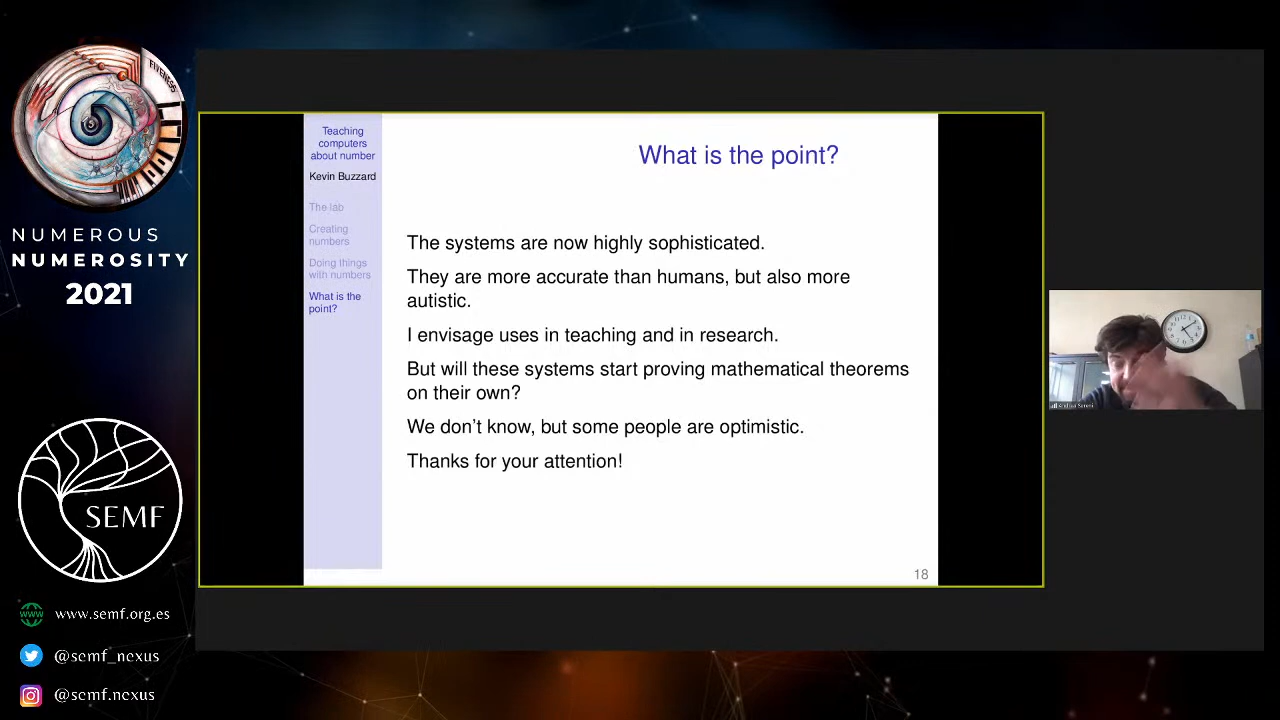 FIVENESS
NUMEROUS
NUMEROSITY
2021
SEMF
www.semf.org.es
@semf_nexus
@semf.nexus
Teaching
computers
about number
Kevin Buzzard
The lab
Creating
numbers
Doing things
with numbers
What is the
point?
What is the point?
The systems are now highly sophisticated.
They are more accurate than humans, but also more
autistic.
I envisage uses in teaching and in research.
But will these systems start proving mathematical theorems
on their own?
We don't know, but some people are optimistic.
Thanks for your attention!
18